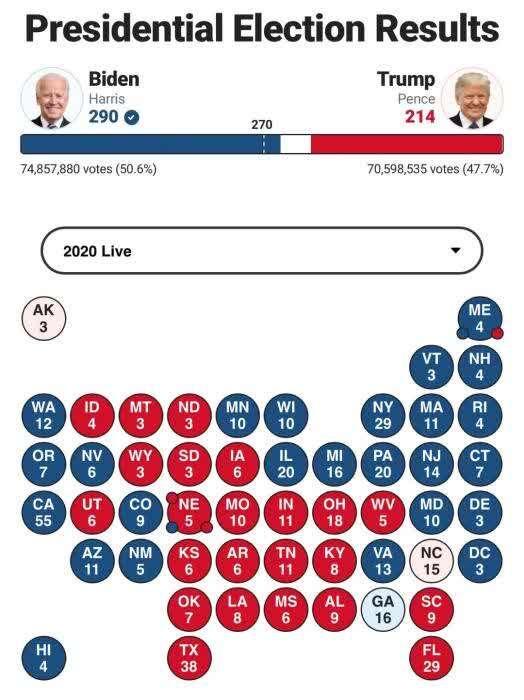 Presidential Election Results
Biden
Harris
290
Trump
Pence
214
270
74,857,880 votes (50.6%)
70,598,535 votes (47.7%)
2020 Live
AK
3
ME
4
VT
3
NH
4
WA
12
ID
4
MT
3
ND
3
MN
10
WI
10
NY
29
MA
11
RI
4
OR
7
NV
6
WY
3
SD
3
IA
6
IL
20
MI
16
PA
20
NJ
14
CT
7
CA
55
UT
6
CO
9
NE
5
MO
10
IN
11
OH
18
WV
5
MD
10
DE
3
AZ
11
NM
5
KS
6
AR
6
TN
11
KY
8
VA
13
NC
15
DC
3
OK
7
LA
8
MS
6
AL
9
GA
16
SC
9
HI
4
TX
38
FL
29